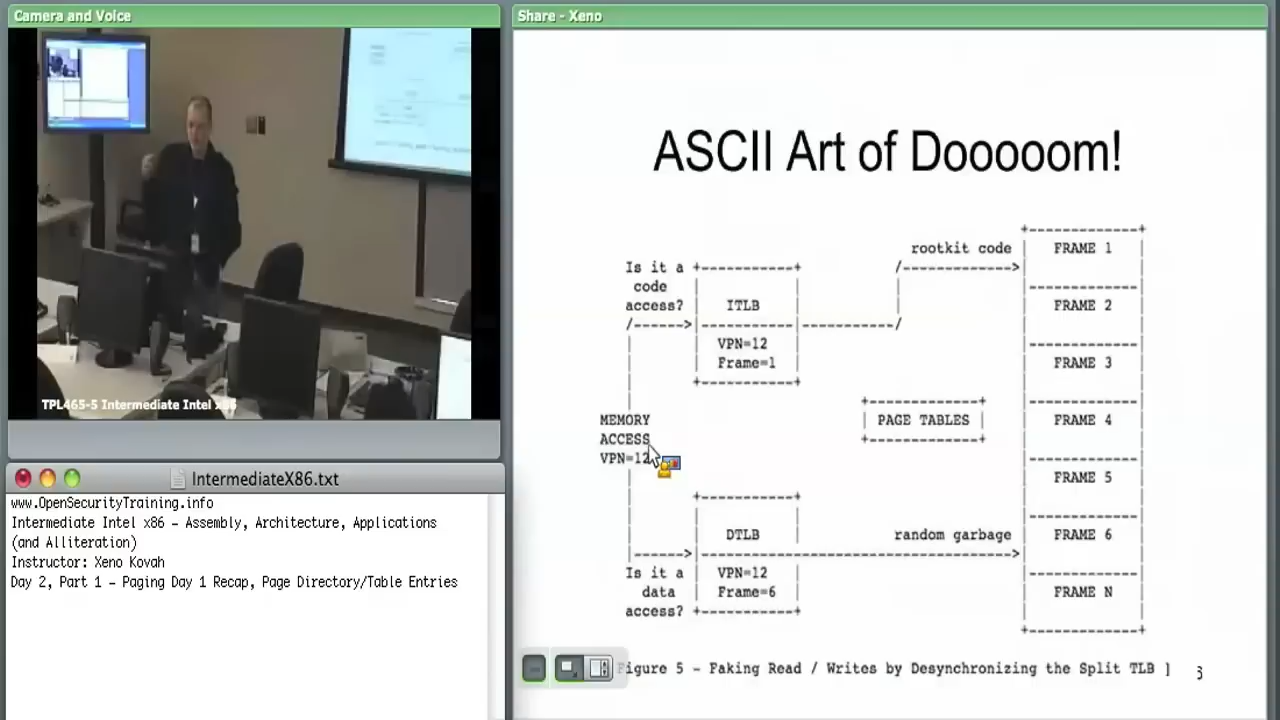 Camera and Voice
TPL465-5 Intermediate Intel x86
IntermediateX86.txt
www.OpenSecurityTraining.info
Intermediate Intel x86 – Assembly, Architecture, Applications
(and Alliteration)
Instructor: Xeno Kovah
Day 2, Part 1 – Paging Day 1 Recap, Page Directory/Table Entries
Share - Xeno
ASCII Art of Dooooom!
rootkit code
FRAME 1
Is it a
code
access?
ITLB
FRAME 2
VPN=12
Frame=1
FRAME 3
MEMORY
ACCESS
VPN=12
PAGE TABLES
FRAME 4
FRAME 5
DTLB
random garbage
FRAME 6
Is it a
data
access?
VPN=12
Frame=6
FRAME N
igure 5 - Faking Read / Writes by Desynchronizing the Split TLB ]